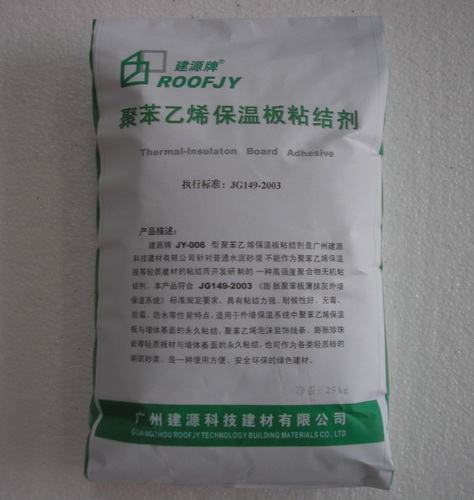 建源牌®
ROOFJY
聚苯乙烯保温板粘结剂
Thermal-Insulaton Board Adhesive
执行标准：JG149-2003
产品描述：
建源牌 JY-006 型聚苯乙烯保温板粘结剂是广州建源
科技建材有限公司针对普通水泥砂浆不能作为聚苯乙烯保温
板等轻质建材的粘结而开发研制的一种高强度聚合物无机粘
结剂。本产品符合 JG149-2003《膨胀聚苯板薄抹灰外墙
保温系统》标准规定要求。具有粘结力强、耐候性好、无毒、
防霉、防水等性能特点，适用于外墙保温系统中聚苯乙烯保温
板与墙体基面的永久粘结，聚苯乙烯泡沫装饰线条、膨胀珍珠
岩等轻质板材与墙体基面的永久粘结，也可作为各类轻质砖的
砌筑砂浆，是一种使用方便、安全环保的绿色建材。
净重：25kg
广州建源科技建材有限公司
GUANGZHOU ROOFJY TECHNOLOGY BUILDING MATERIALS CO., LTD